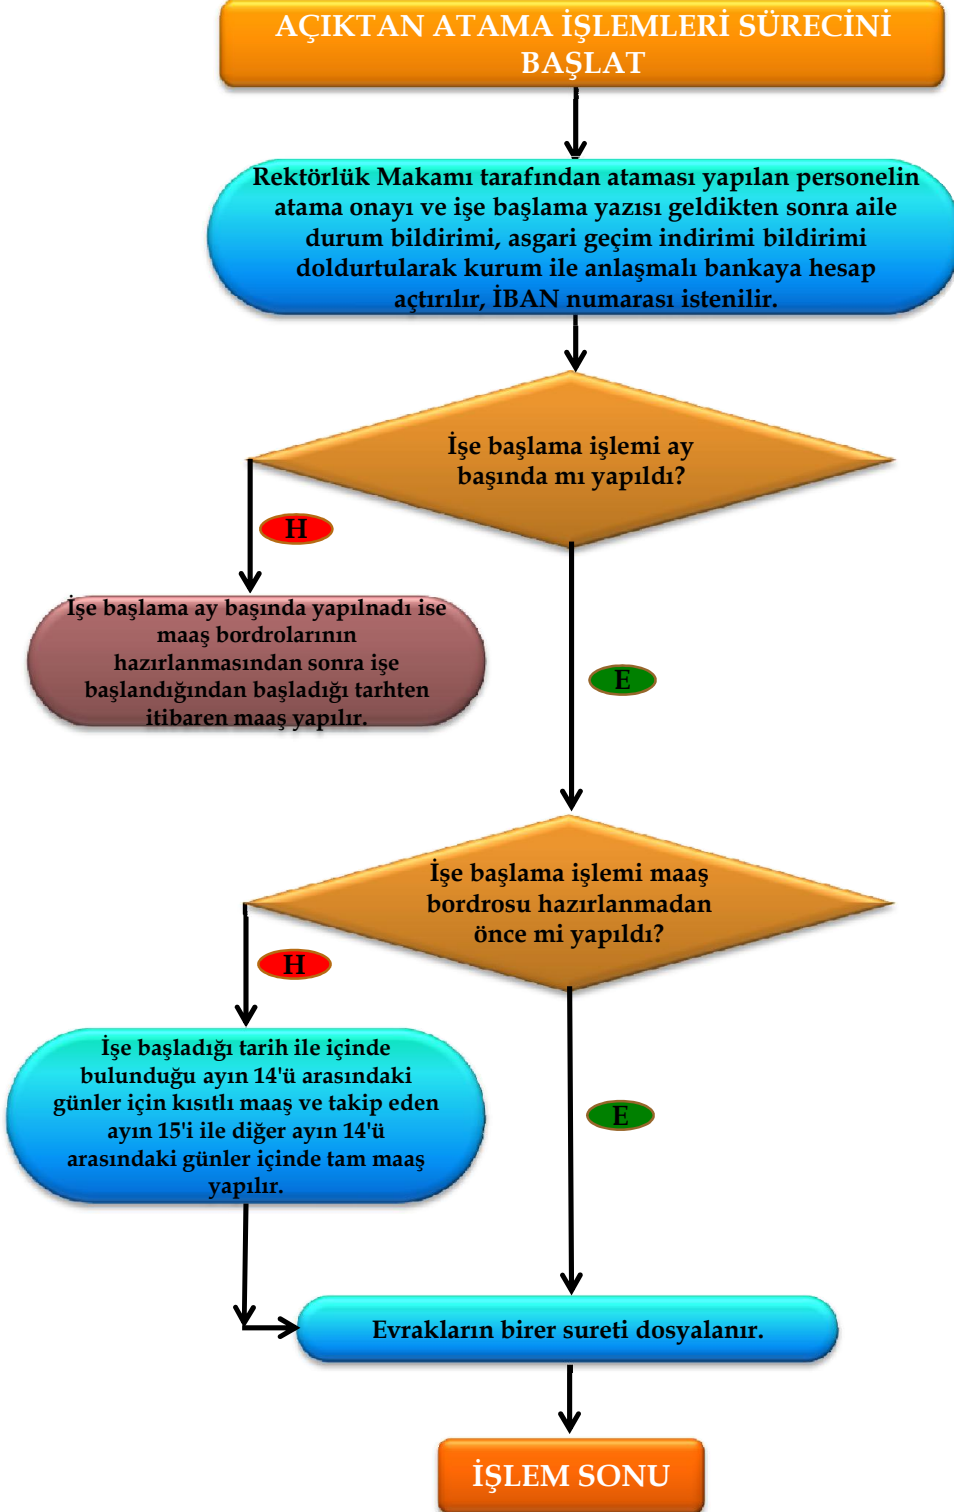 AÇIKTAN ATAMA İŞLEMLERİ SÜRECİNİ
BAŞLAT
Rektörlük Makamı tarafından ataması yapılan personelin
atama onayı ve işe başlama yazısı geldikten sonra aile
durum bildirimi, asgari geçim indirimi bildirimi
doldurtularak kurum ile anlaşmalı bankaya hesap
açtırılır, İBAN numarası istenilir.
İşe başlama işlemi ay
başında mı yapıldı?
H
İşe başlama ay başında yapılnadı ise
maaş bordrolarının
hazırlanmasından sonra işe
başlandığından başladığı tarhten
itibaren maaş yapılır.
E
İşe başlama işlemi maaş
bordrosu hazırlanmadan
önce mi yapıldı?
H
İşe başladığı tarih ile içinde
bulunduğu ayın 14'ü arasındaki
günler için kısıtlı maaş ve takip eden
ayın 15'i ile diğer ayın 14'ü
arasındaki günler içinde tam maaş
yapılır.
E
Evrakların birer sureti dosyalanır.
İŞLEM SONU